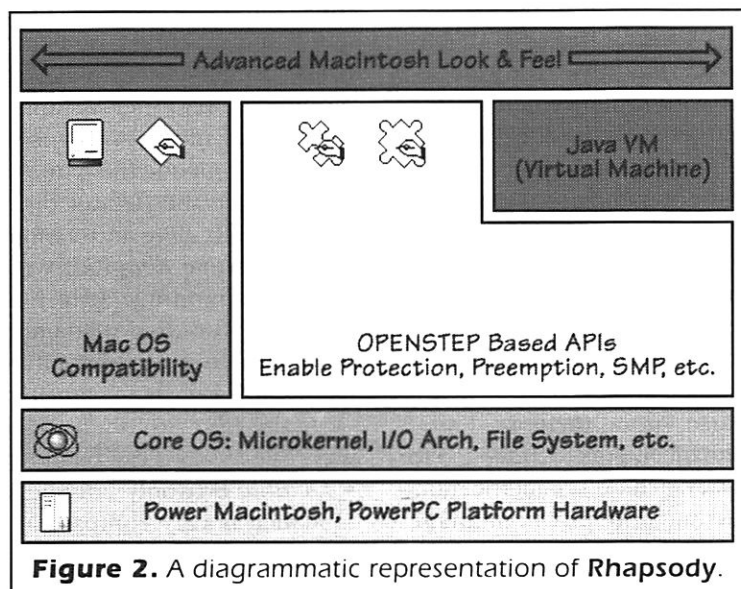 Advanced Macintosh Look & Feel
Java VM
(Virtual Machine)
Mac OS
Compatibility
OPENSTEP Based APIs
Enable Protection, Preemption, SMP, etc.
Core OS: Microkernel, I/O Arch, File System, etc.
Power Macintosh, PowerPC Platform Hardware
Figure 2. A diagrammatic representation of Rhapsody.